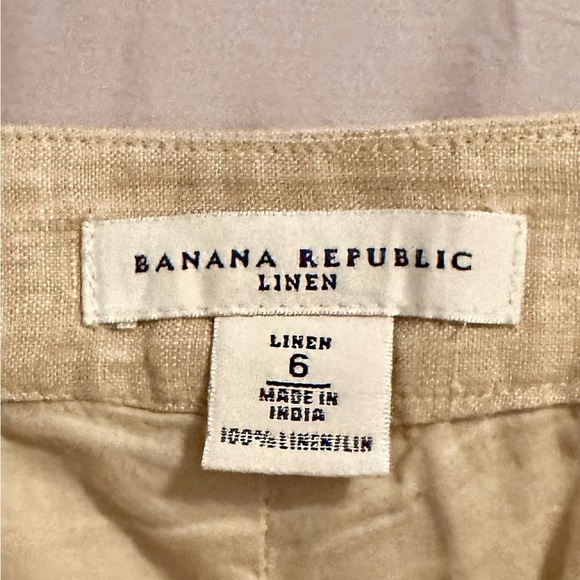 BANANA REPUBLIC
LINEN
LINEN
6
MADE IN
INDIA
100% LINEN/LIN